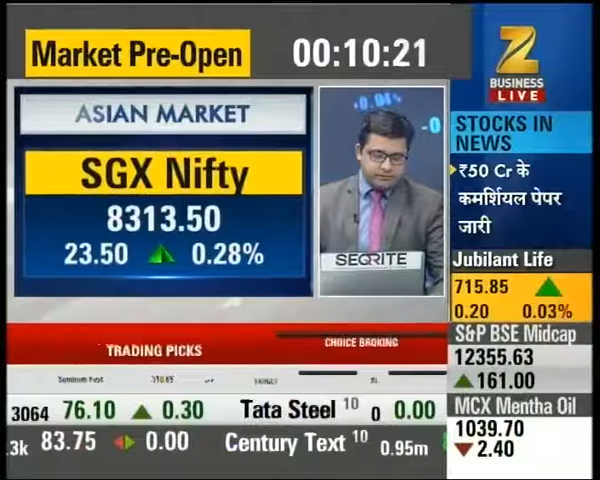 Market Pre-Open
00:10:21
Z
BUSINESS
LIVE
ASIAN MARKET
SGX Nifty
8313.50
23.50 0.28%
SEQRITE
STOCKS IN
NEWS
₹50 Cr के
कमर्शियल पेपर
जारी
Jubilant Life
715.85
0.20 0.03%
S&P BSE Midcap
12355.63
161.00
MCX Mentha Oil
1039.70
2.40
TRADING PICKS
CHOICE BROKING
TARGET
3064 76.10 0.30 Tata Steel 10 0 0.00
.3k 83.75 0.00 Century Text 10 0.95m